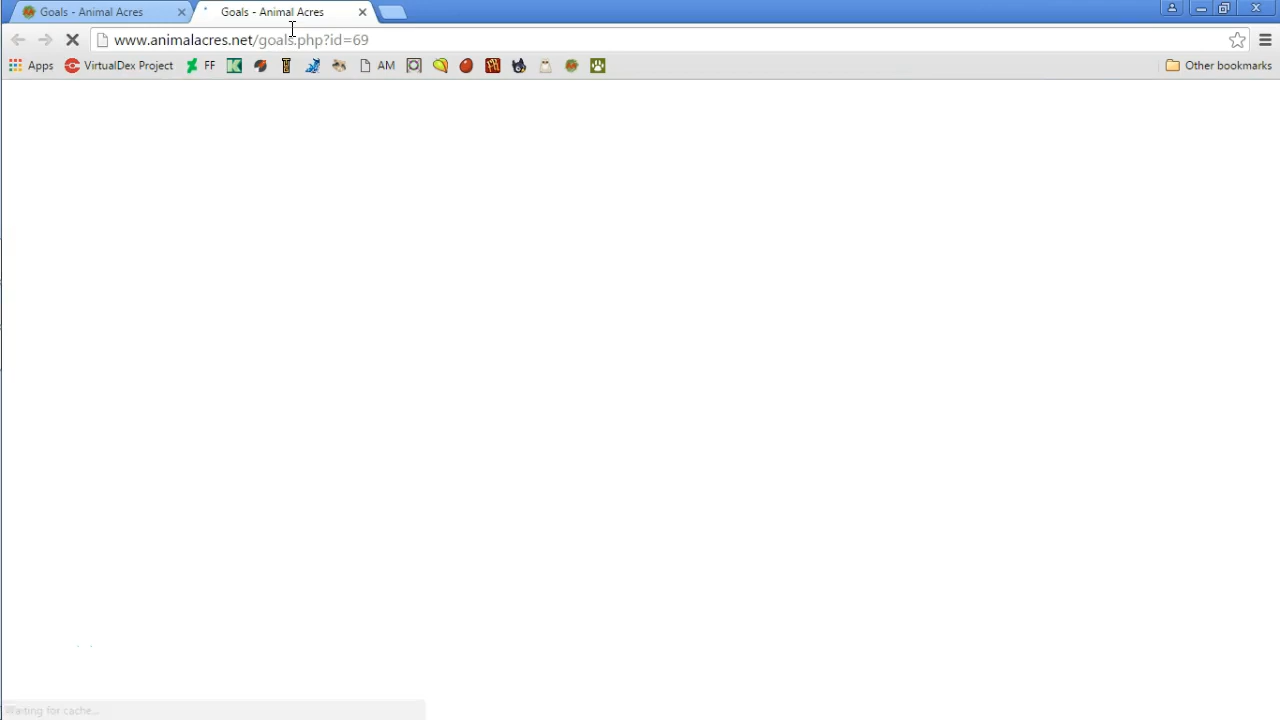 Goals - Animal Acres
Goals - Animal Acres
www.animalacres.net/goals.php?id=69
Apps VirtualDex Project FF AM Other bookmarks
Waiting for cache...